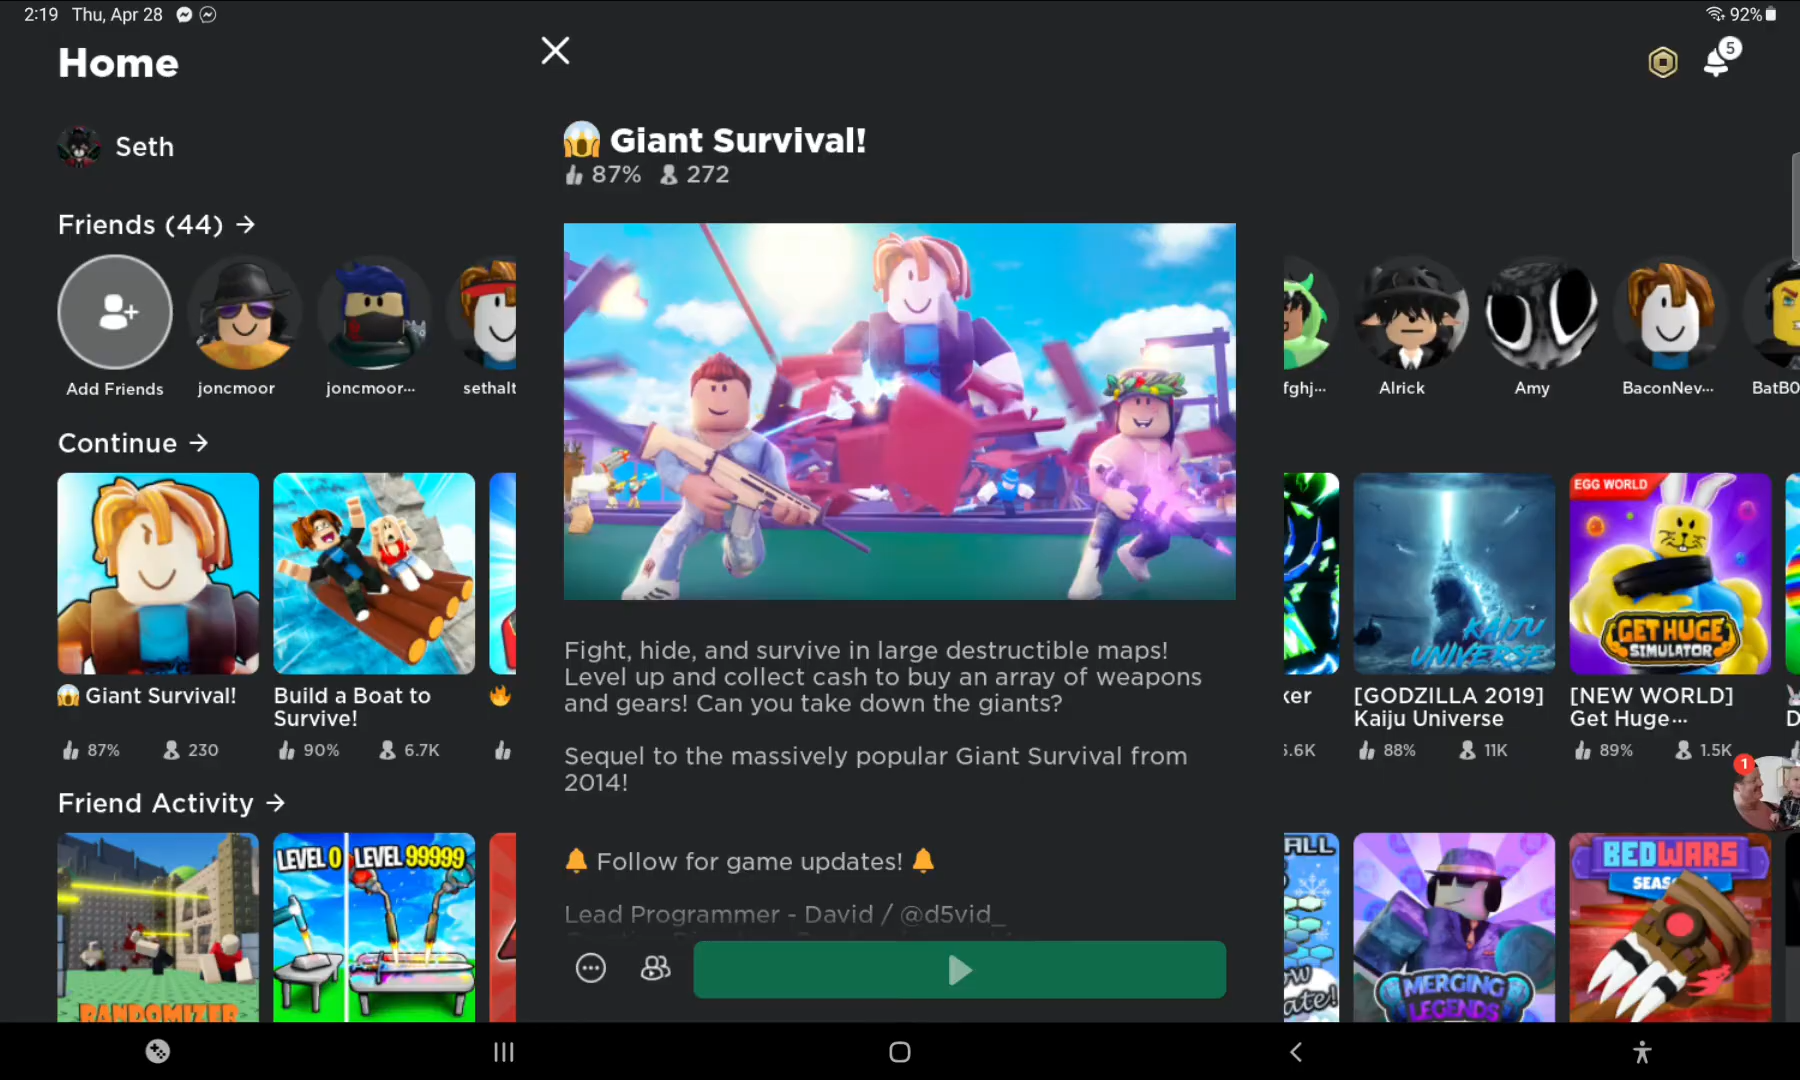 2:19 Thu, Apr 28
92%
Home
5
Seth
😱 Giant Survival!
87% 272
Friends (44) →
Add Friends
joncmoor
joncmoor...
sethalt
fghj...
Alrick
Amy
BaconNev...
Continue →
EGG WORLD
KAIJU
UNIVERSE
GET HUGE
SIMULATOR
😱 Giant Survival!
87% 230
Build a Boat to
Survive!
90% 6.7K
🔥
ker
[GODZILLA 2019]
Kaiju Universe
88% 11K
[NEW WORLD]
Get Huge...
89% 1.5K
1
Fight, hide, and survive in large destructible maps!
Level up and collect cash to buy an array of weapons
and gears! Can you take down the giants?
Sequel to the massively popular Giant Survival from
2014!
🔔 Follow for game updates! 🔔
Lead Programmer - David / @d5vid_
Friend Activity →
RANDOMIZER
LEVEL 0 LEVEL 99999
MERGING
LEGENDS
BEDWARS